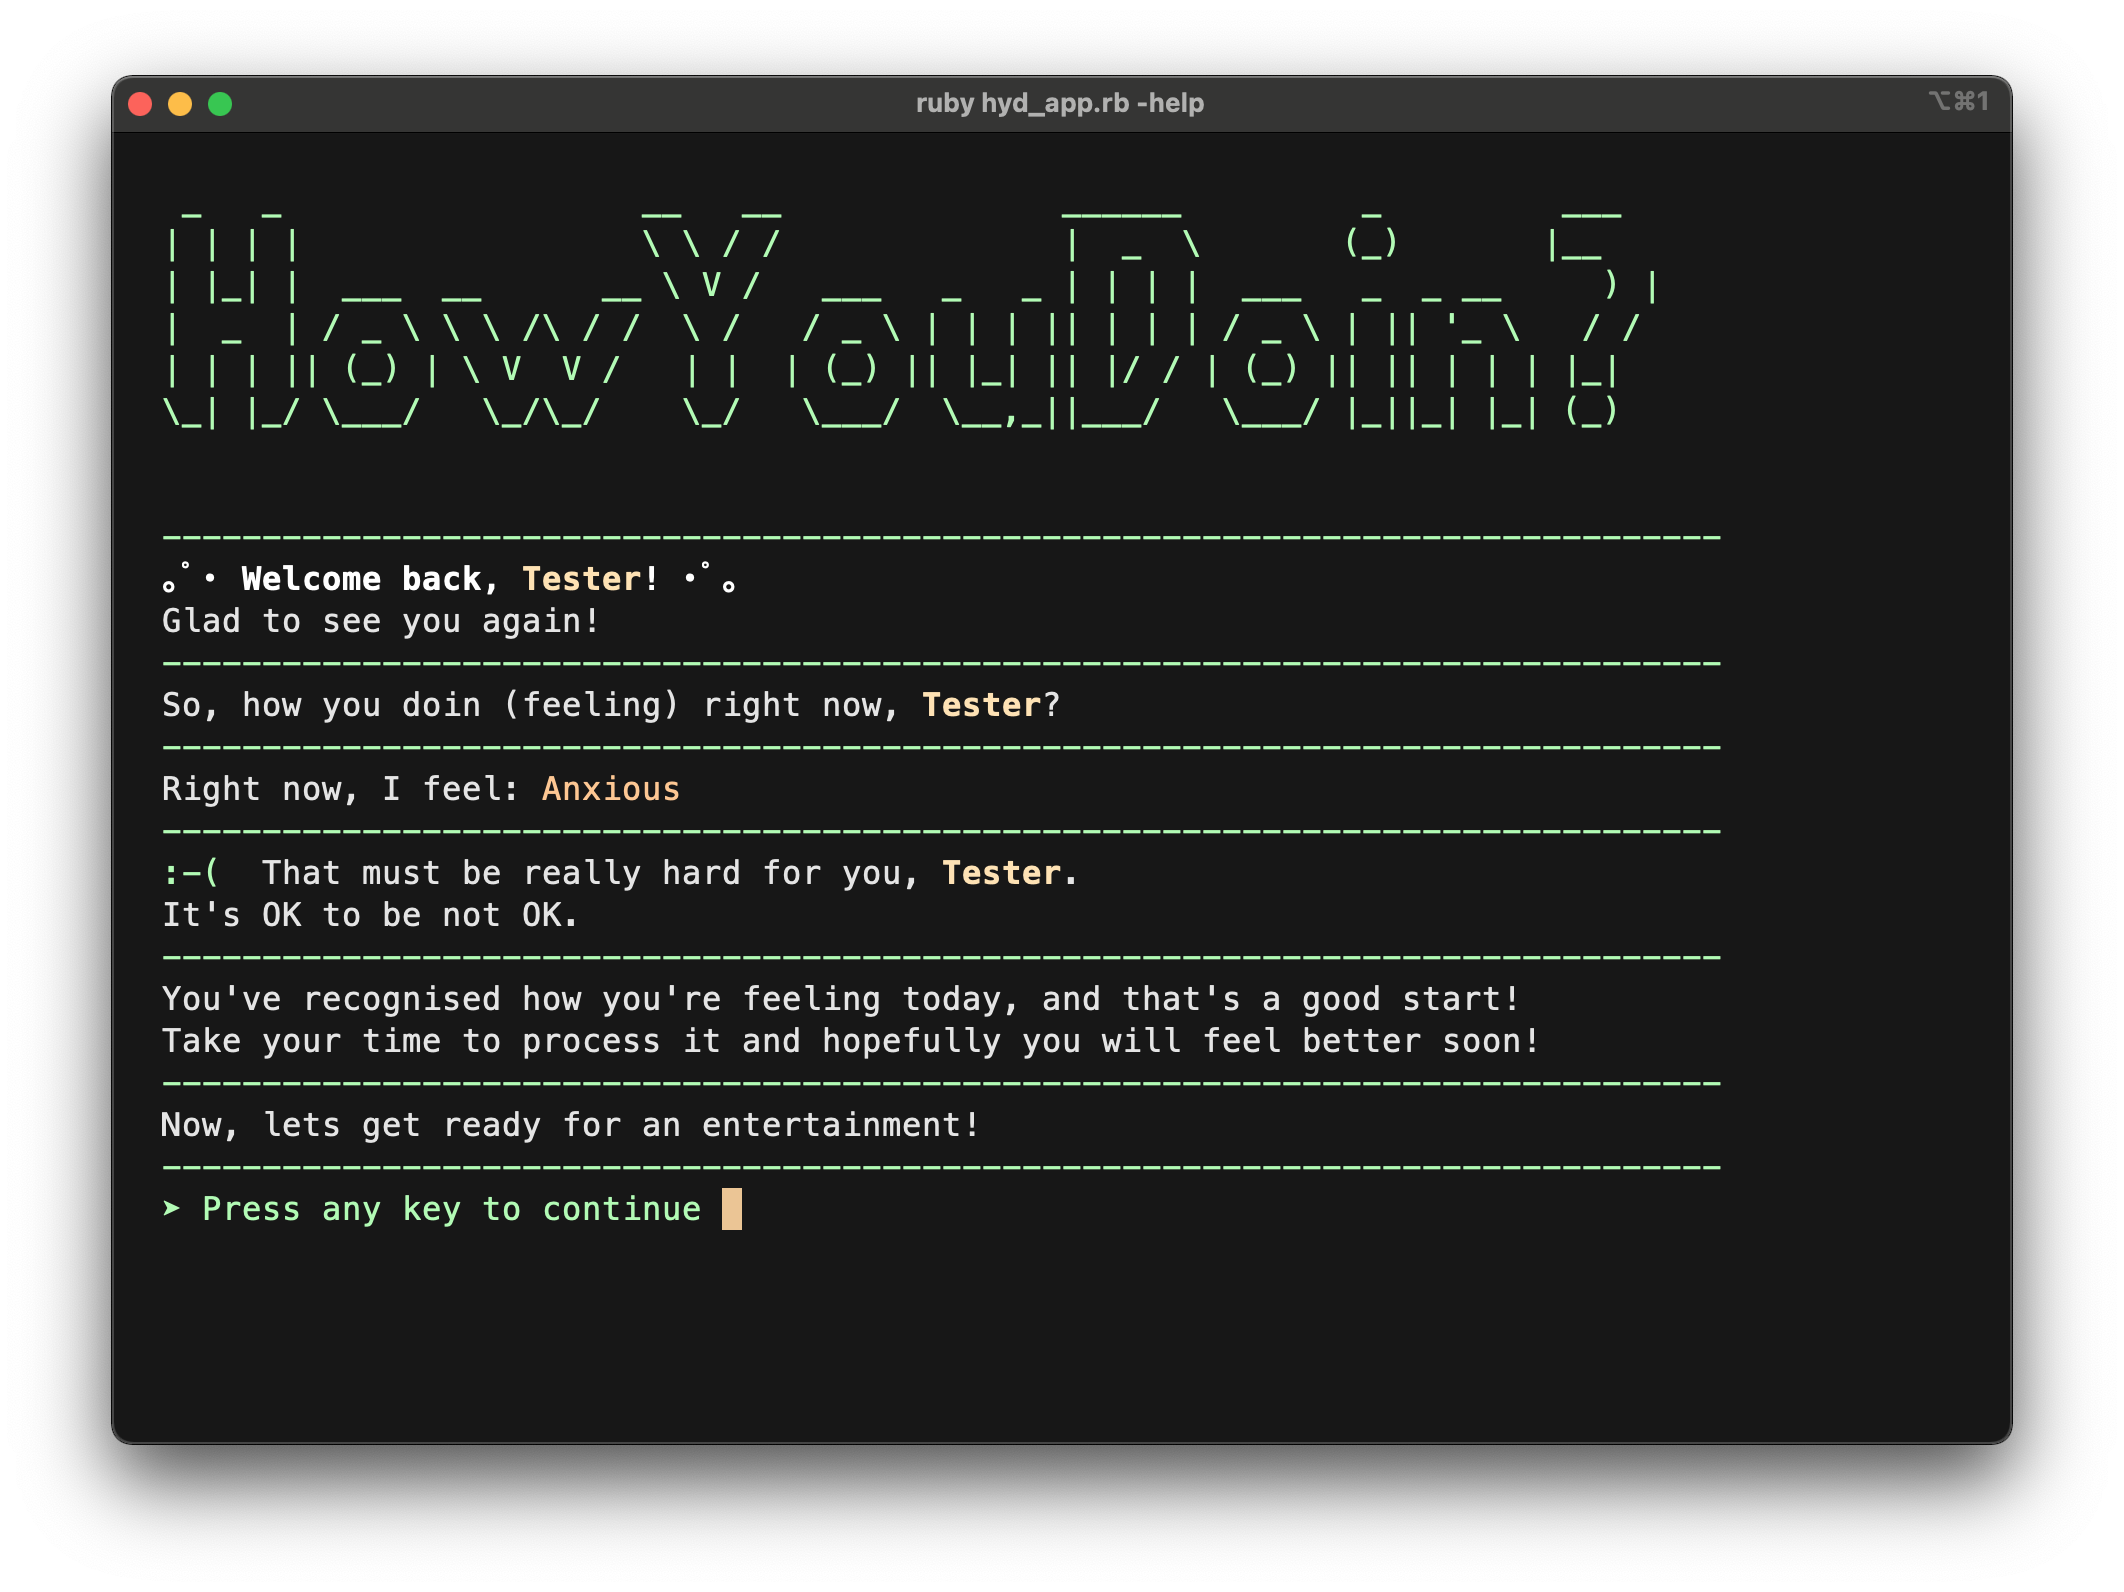 ruby hyd_app.rb -help
⌥⌘1
HowYouDoin?
------------------------------------------------------------------------------
｡ﾟ･ Welcome back, Tester! ･ﾟ｡
Glad to see you again!
------------------------------------------------------------------------------
So, how you doin (feeling) right now, Tester?
------------------------------------------------------------------------------
Right now, I feel: Anxious
------------------------------------------------------------------------------
:-(  That must be really hard for you, Tester.
It's OK to be not OK.
------------------------------------------------------------------------------
You've recognised how you're feeling today, and that's a good start!
Take your time to process it and hopefully you will feel better soon!
------------------------------------------------------------------------------
Now, lets get ready for an entertainment!
------------------------------------------------------------------------------
➤ Press any key to continue